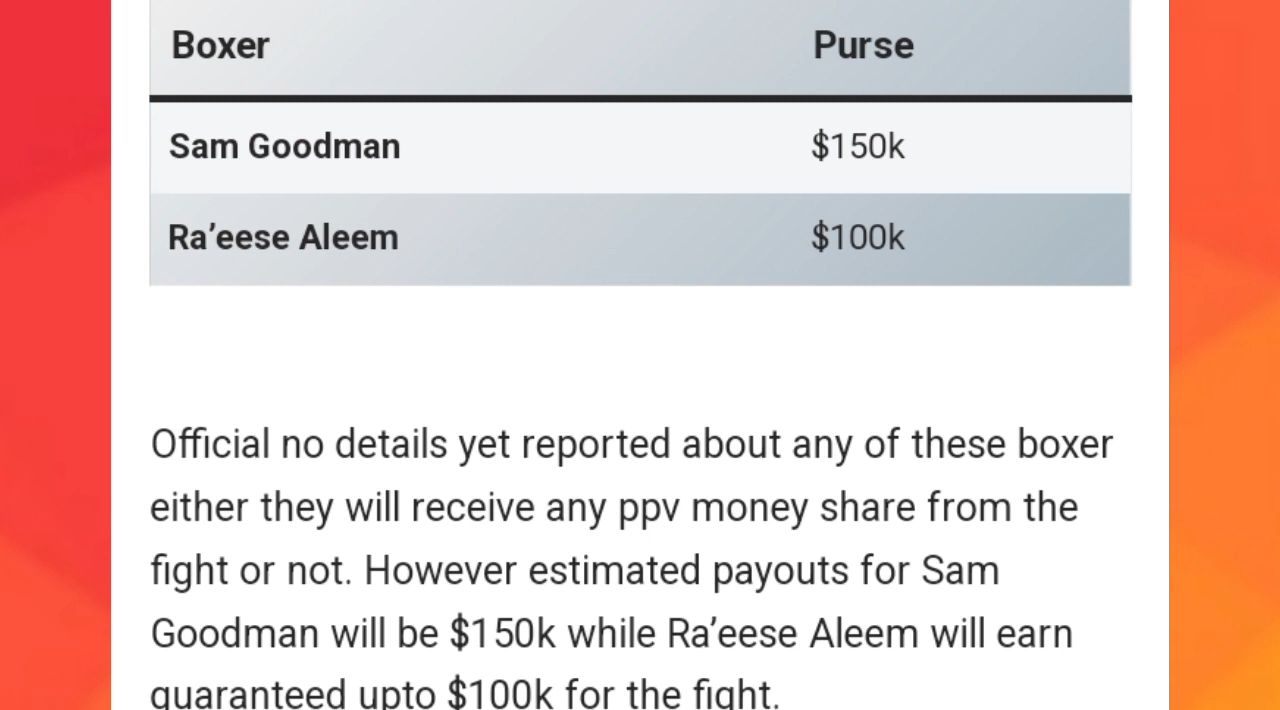 Boxer Purse
Sam Goodman $150k
Ra’eese Aleem $100k
Official no details yet reported about any of these boxer
either they will receive any ppv money share from the
fight or not. However estimated payouts for Sam
Goodman will be $150k while Ra’eese Aleem will earn
guaranteed upto $100k for the fight.